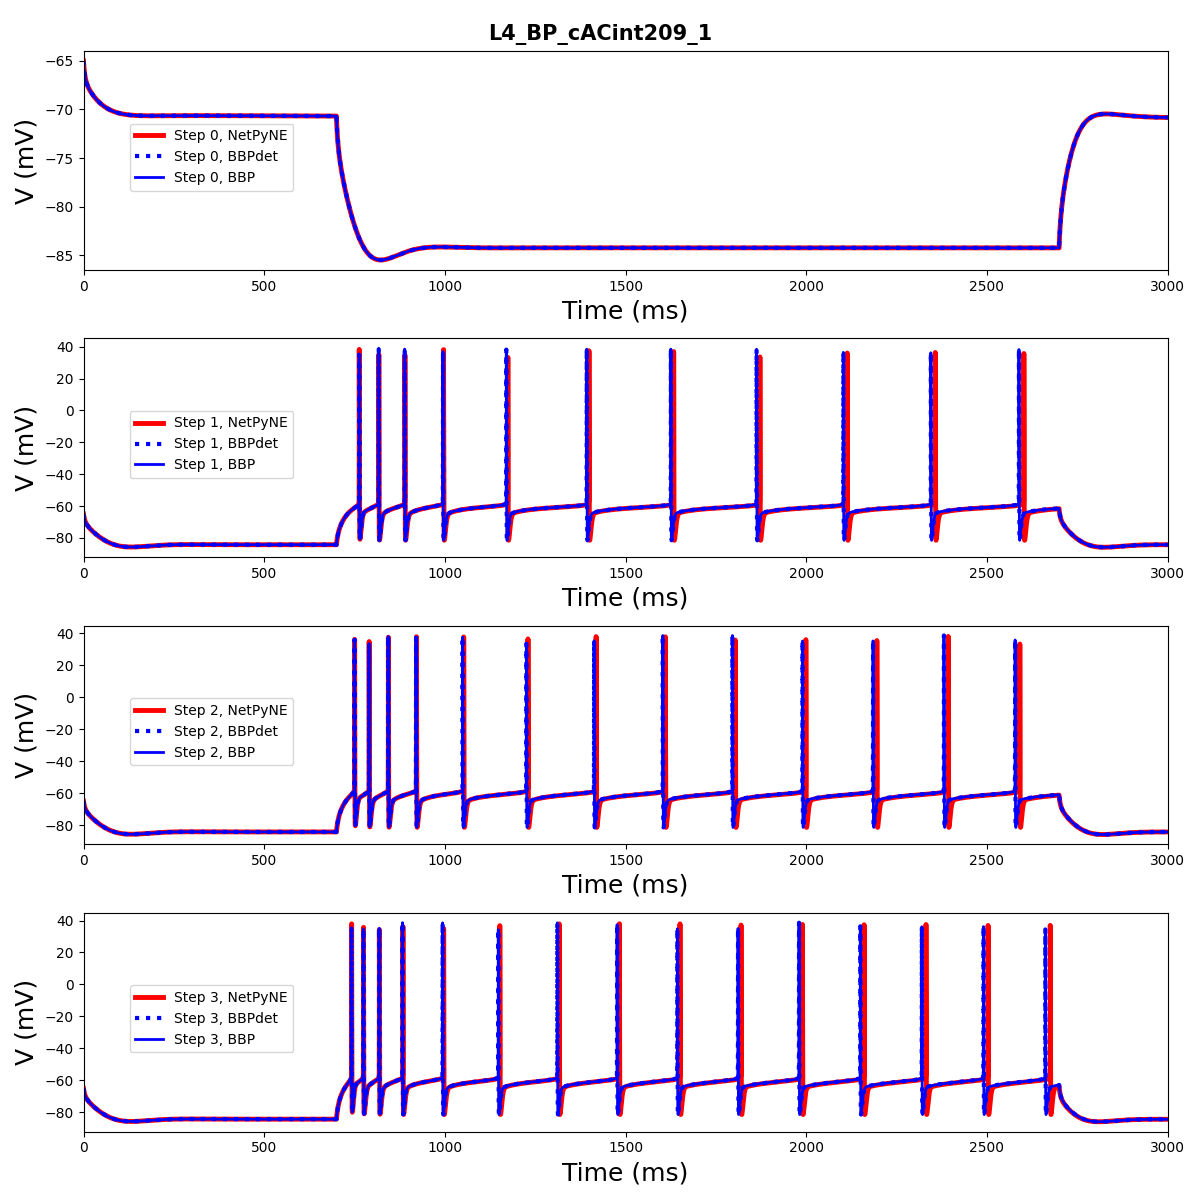 L4_BP_cACint209_1
−65
−70
−75
−80
−85
V (mV)
Step 0, NetPyNE
Step 0, BBPdet
Step 0, BBP
0 500 1000 1500 2000 2500 3000
Time (ms)
40
20
0
−20
−40
−60
−80
V (mV)
Step 1, NetPyNE
Step 1, BBPdet
Step 1, BBP
0 500 1000 1500 2000 2500 3000
Time (ms)
40
20
0
−20
−40
−60
−80
V (mV)
Step 2, NetPyNE
Step 2, BBPdet
Step 2, BBP
0 500 1000 1500 2000 2500 3000
Time (ms)
40
20
0
−20
−40
−60
−80
V (mV)
Step 3, NetPyNE
Step 3, BBPdet
Step 3, BBP
0 500 1000 1500 2000 2500 3000
Time (ms)